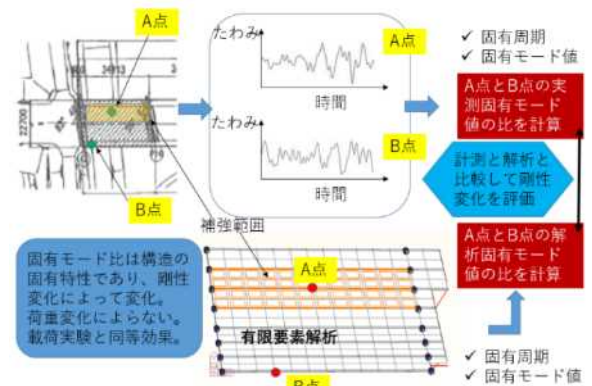 A点
B点
22700
34913
たわみ
A点
時間
たわみ
B点
時間
✓ 固有周期
✓ 固有モード値
A点とB点の実
測固有モード
値の比を計算
計測と解析と
比較して剛性
変化を評価
A点とB点の解
析固有モード
値の比を計算
✓ 固有周期
✓ 固有モード値
補強範囲
A点
有限要素解析
B点
固有モード比は構造の
固有特性であり、剛性
変化によって変化。
荷重変化によらない。
載荷実験と同等効果。